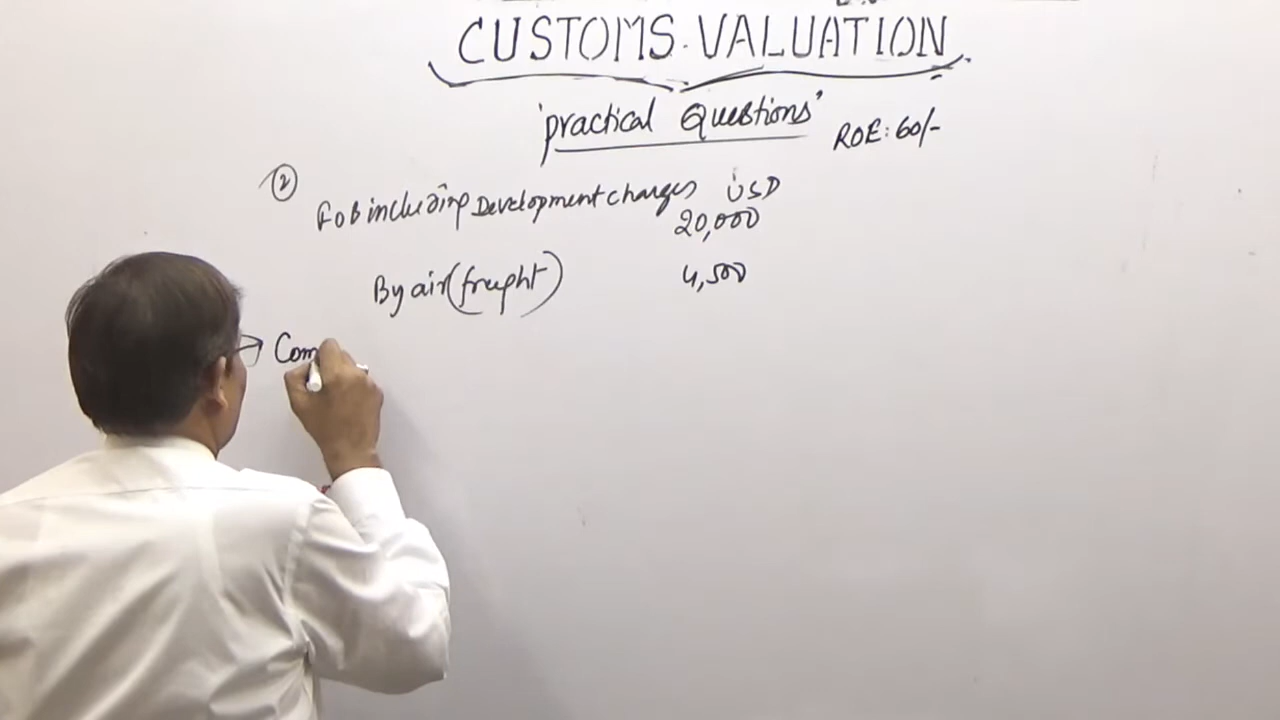 CUSTOMS VALUATION
'practical Questions'
ROE: 60/-
② FOB including Development charges USD
20,000
By air (freight) 4,500
Com